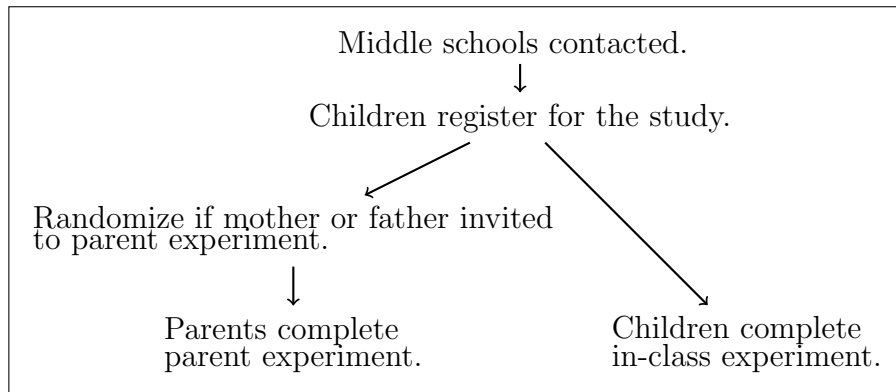 Middle schools contacted.
Children register for the study.
Randomize if mother or father invited
to parent experiment.
Parents complete
parent experiment.
Children complete
in-class experiment.